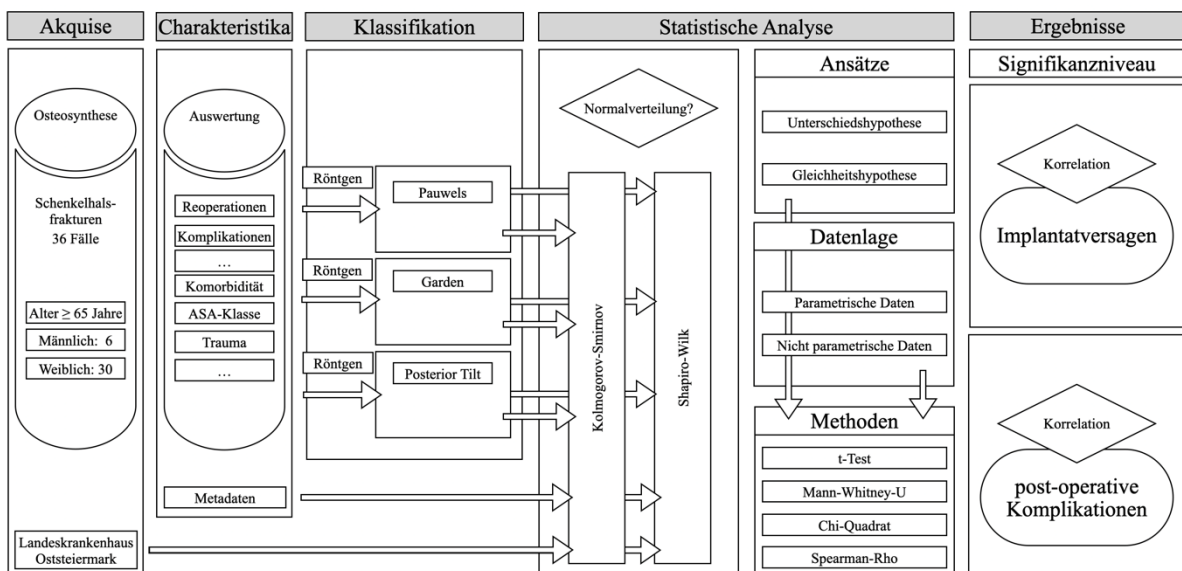 Akquise
Charakteristika
Klassifikation
Statistische Analyse
Ergebnisse
Osteosynthese
Schenkelhals-
frakturen
36 Fälle
Alter ≥ 65 Jahre
Männlich: 6
Weiblich: 30
Landeskrankenhaus
Oststeiermark
Auswertung
Reoperationen
Komplikationen
…
Komorbidität
ASA-Klasse
Trauma
…
Metadaten
Röntgen
Pauwels
Röntgen
Garden
Röntgen
Posterior Tilt
Normalverteilung?
Kolmogorov-Smirnov
Shapiro-Wilk
Ansätze
Unterschiedshypothese
Gleichheitshypothese
Datenlage
Parametrische Daten
Nicht parametrische Daten
Methoden
t-Test
Mann-Whitney-U
Chi-Quadrat
Spearman-Rho
Signifikanzniveau
Korrelation
Implantatversagen
Korrelation
post-operative
Komplikationen